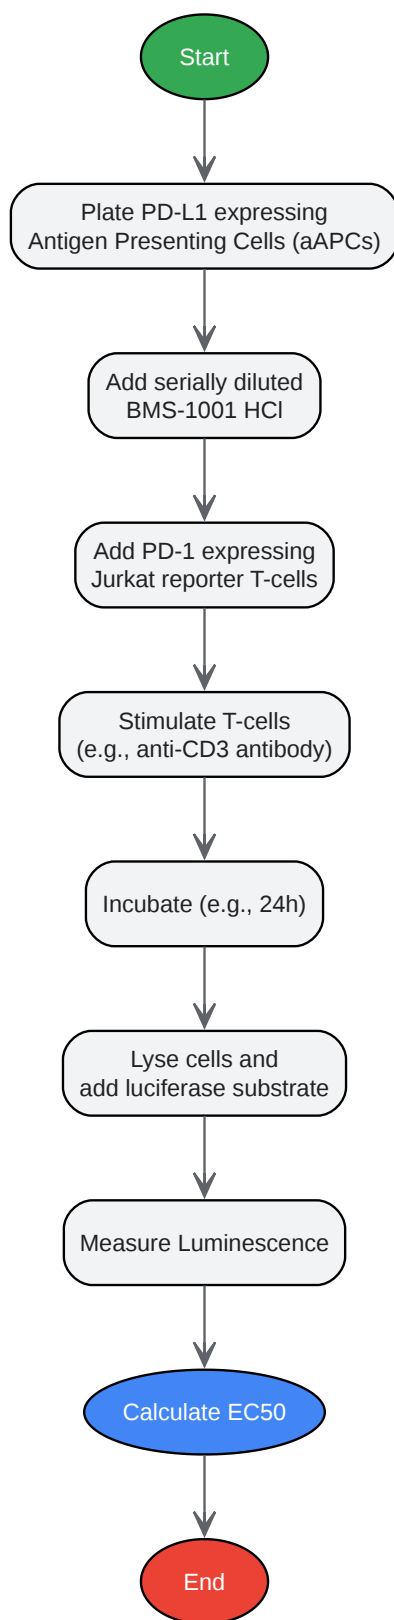 Start
Plate PD-L1 expressing
Antigen Presenting Cells (aAPCs)
Add serially diluted
BMS-1001 HCl
Add PD-1 expressing
Jurkat reporter T-cells
Stimulate T-cells
(e.g., anti-CD3 antibody)
Incubate (e.g., 24h)
Lyse cells and
add luciferase substrate
Measure Luminescence
Calculate EC50
End